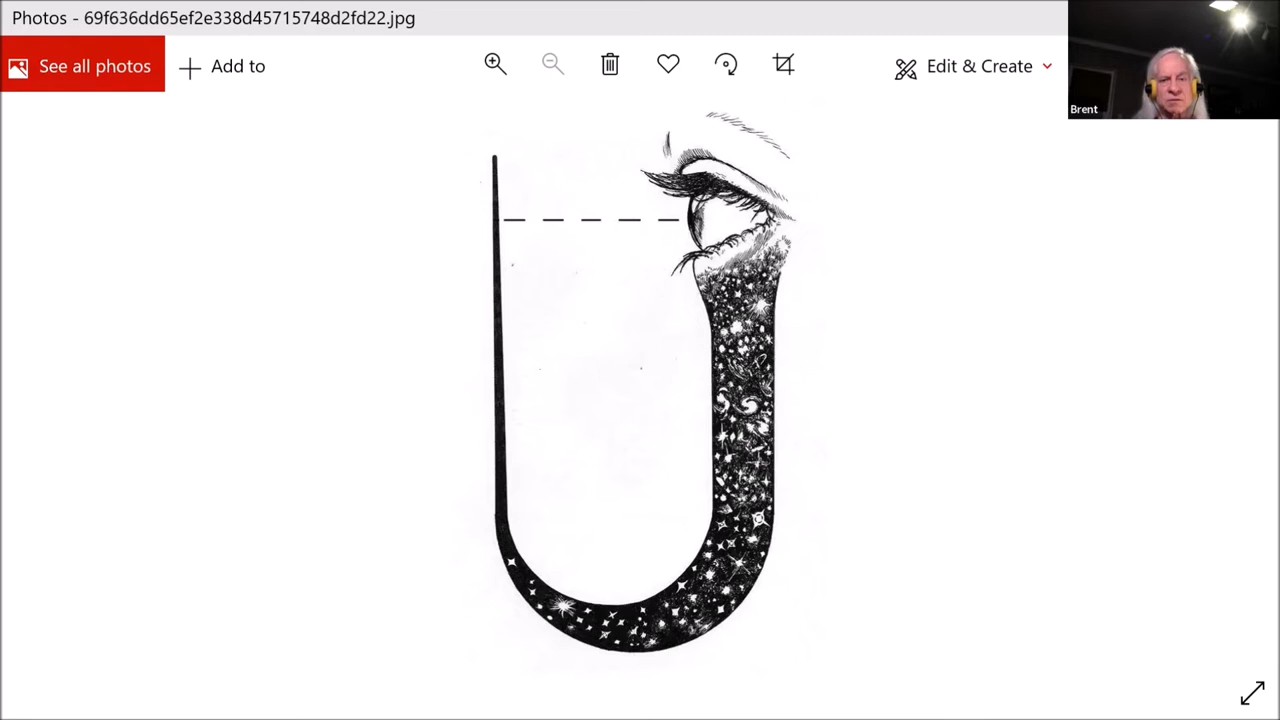 Photos - 69f636dd65ef2e338d45715748d2fd22.jpg
See all photos
Add to
Edit & Create
Brent